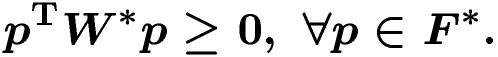 p^T W^* p ≥ 0, ∀p ∈ F^*.